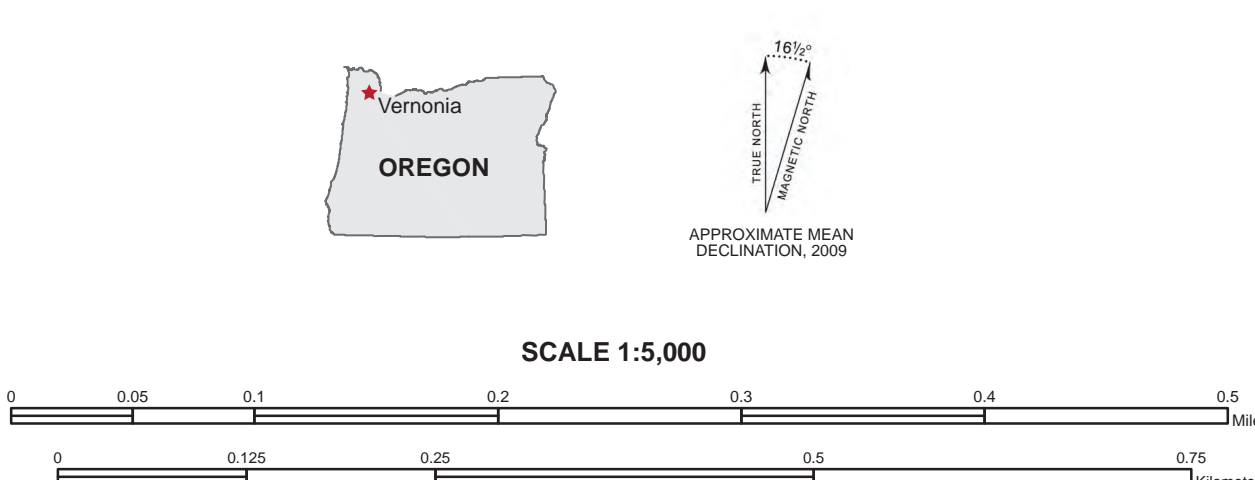 16½°
Vernonia
OREGON
TRUE NORTH
MAGNETIC NORTH
APPROXIMATE MEAN
DECLINATION, 2009
SCALE 1:5,000
0 0.05 0.1 0.2 0.3 0.4 0.5
Mile
0 0.125 0.25 0.5 0.75
Kilomete